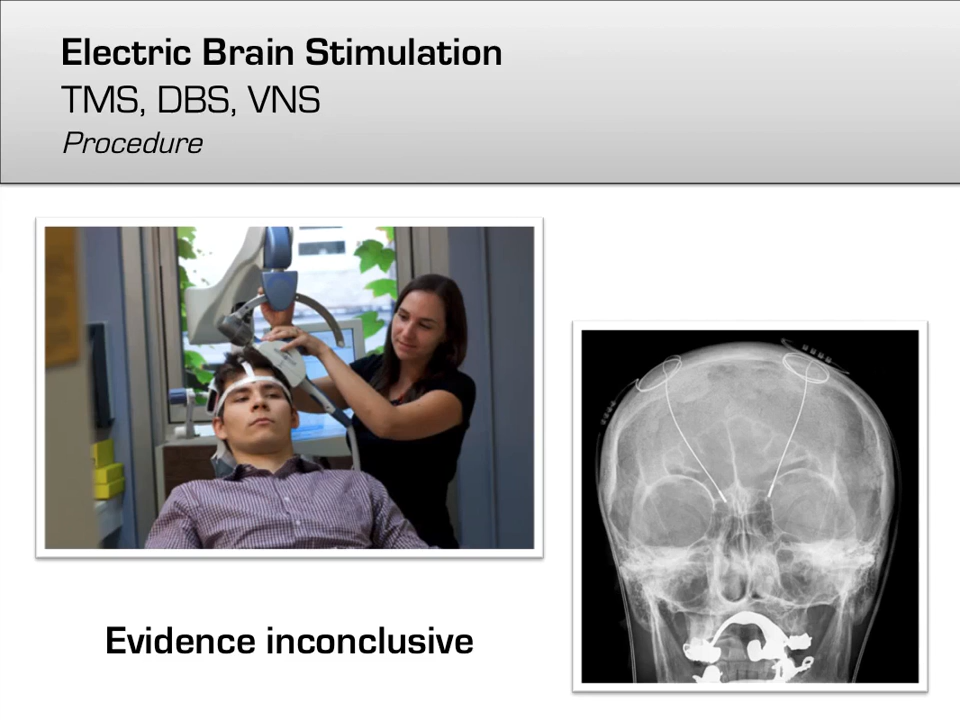 Electric Brain Stimulation
TMS, DBS, VNS
Procedure
Evidence inconclusive